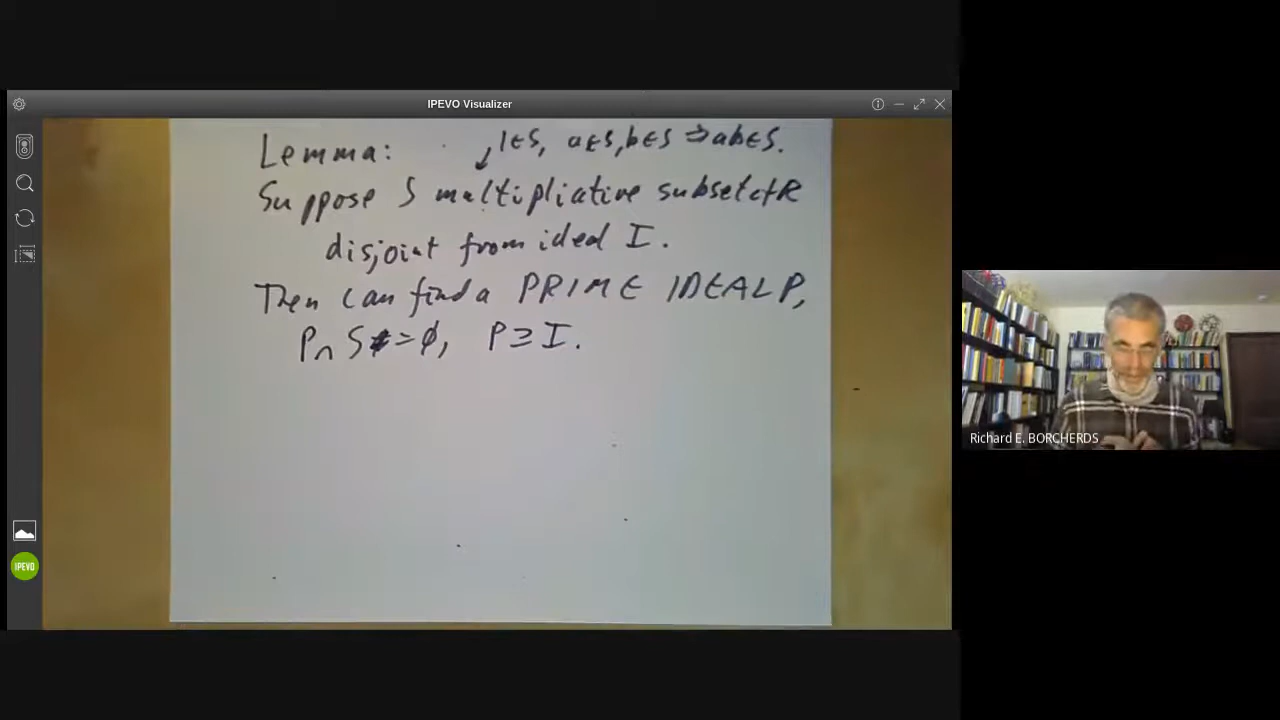 IPEVO Visualizer
Lemma: 1∈S, a∈S, b∈S ⇒ ab∈S.
Suppose S multipliative subset of R
disjoint from ideal I.
Then can find a PRIME IDEAL P,
P∩S=∅, P⊇I.
Richard E. BORCHERDS
IPEVO